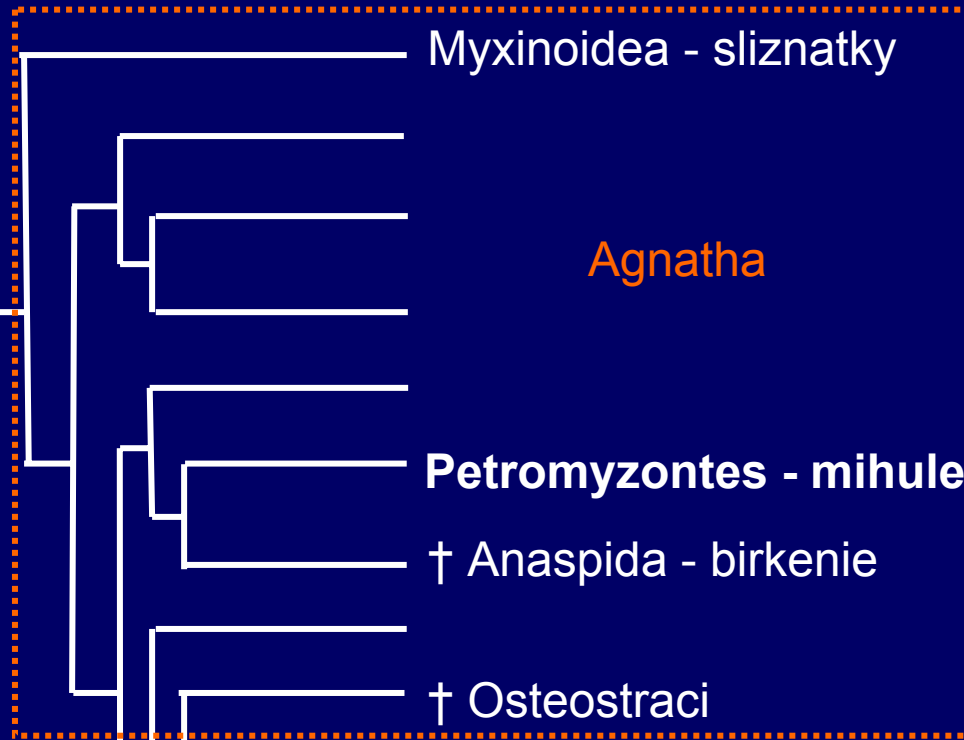 Myxinoidea - sliznatky
Agnatha
Petromyzontes - mihule
† Anaspida - birkenie
† Osteostraci